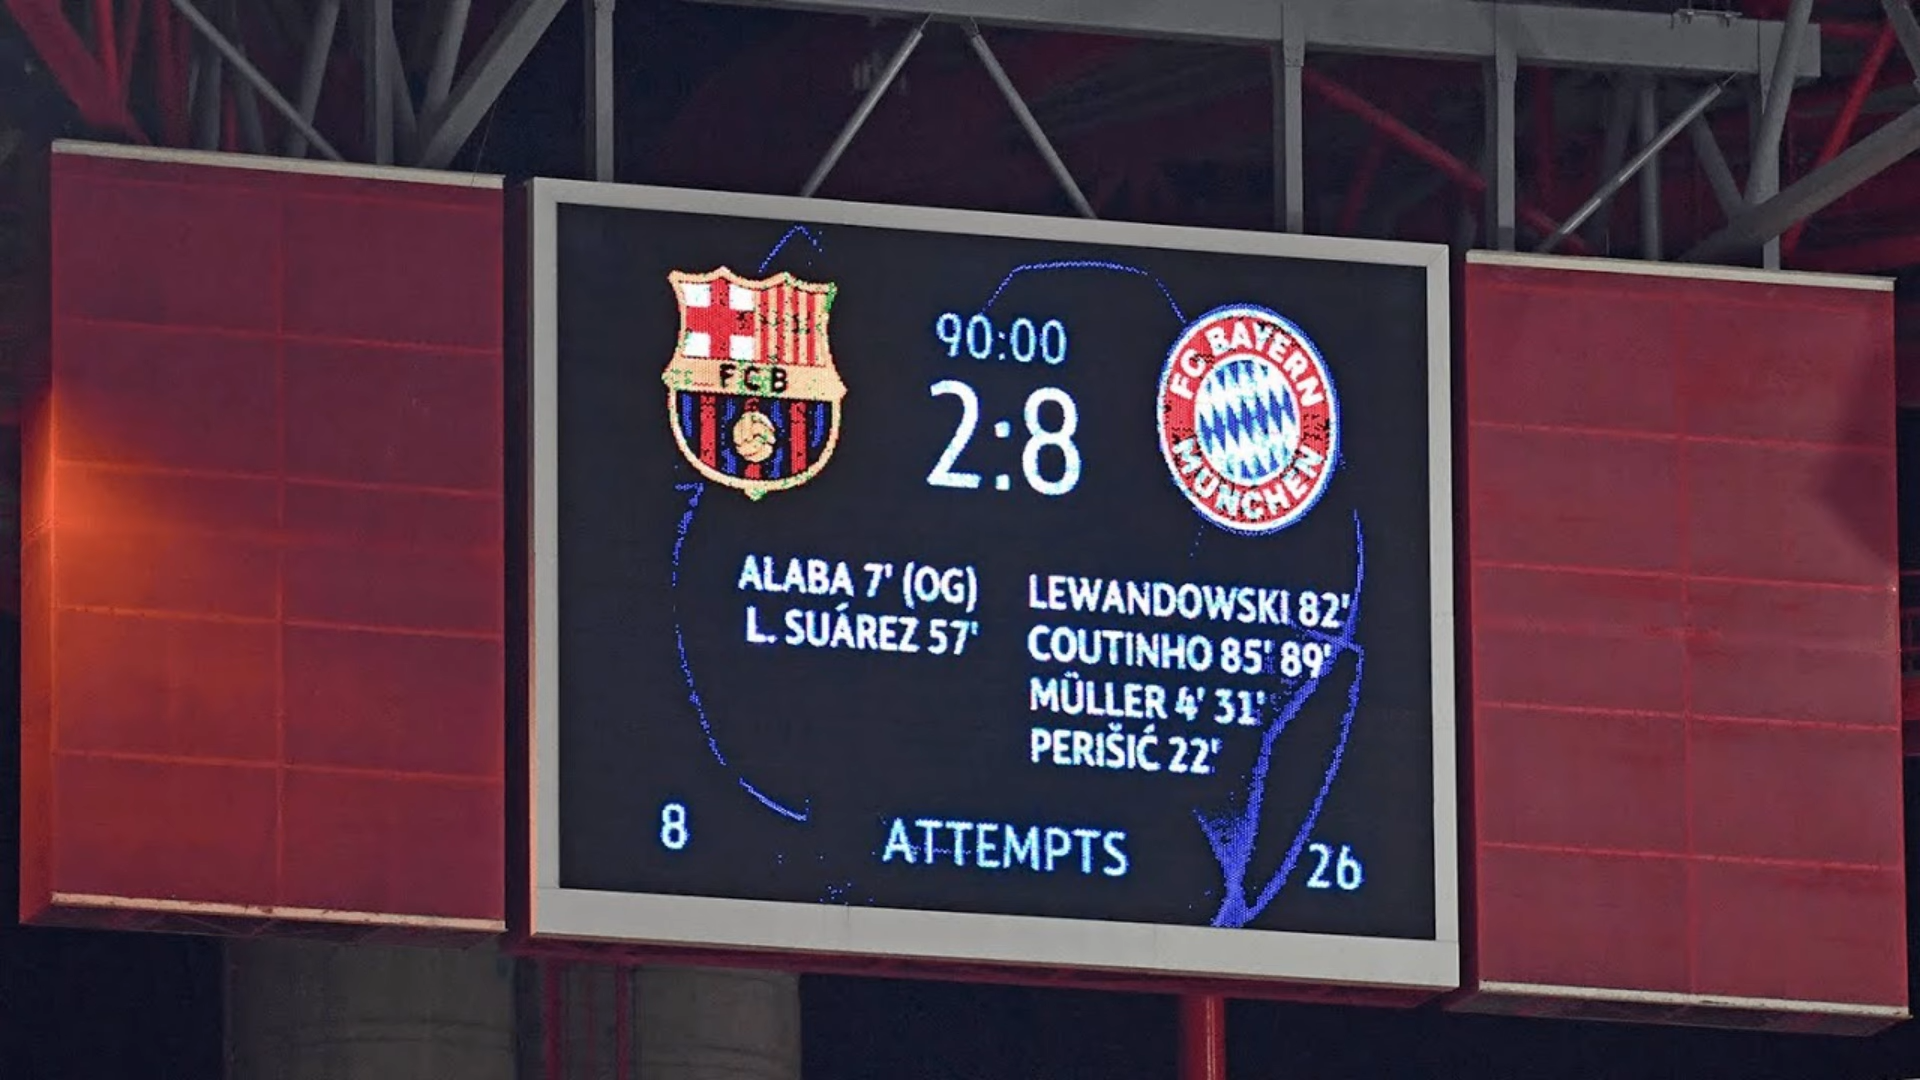 FCB
FC BAYERN
MÜNCHEN
90:00
2:8
ALABA 7' (OG)
L. SUÁREZ 57'
LEWANDOWSKI 82'
COUTINHO 85' 89'
MÜLLER 4' 31'
PERIŠIĆ 22'
8 ATTEMPTS 26